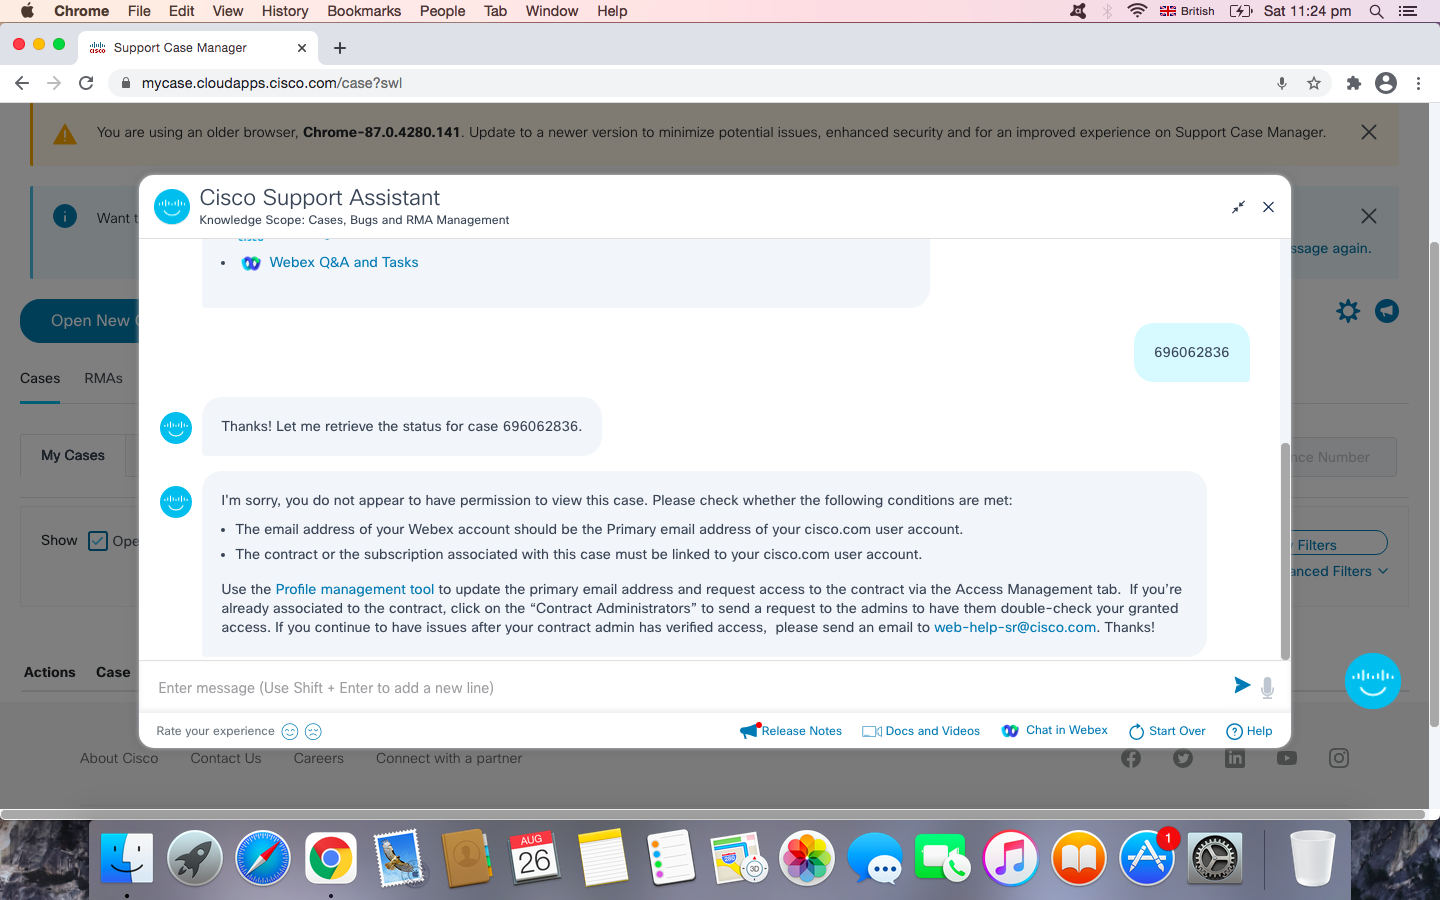 Chrome File Edit View History Bookmarks People Tab Window Help British Sat 11:24 pm
Support Case Manager
mycase.cloudapps.cisco.com/case?swl
You are using an older browser, Chrome-87.0.4280.141. Update to a newer version to minimize potential issues, enhanced security and for an improved experience on Support Case Manager.
Cisco Support Assistant
Knowledge Scope: Cases, Bugs and RMA Management
Want t
ssage again.
Webex Q&A and Tasks
Open New
696062836
Cases RMAs
Thanks! Let me retrieve the status for case 696062836.
My Cases
nce Number
I'm sorry, you do not appear to have permission to view this case. Please check whether the following conditions are met:
• The email address of your Webex account should be the Primary email address of your cisco.com user account.
• The contract or the subscription associated with this case must be linked to your cisco.com user account.
Show Ope
Filters
anced Filters
Use the Profile management tool to update the primary email address and request access to the contract via the Access Management tab. If you're
already associated to the contract, click on the “Contract Administrators” to send a request to the admins to have them double-check your granted
access. If you continue to have issues after your contract admin has verified access, please send an email to web-help-sr@cisco.com. Thanks!
Actions Case
Enter message (Use Shift + Enter to add a new line)
Rate your experience Release Notes Docs and Videos Chat in Webex Start Over Help
About Cisco Contact Us Careers Connect with a partner
AUG
26
280
3D
1